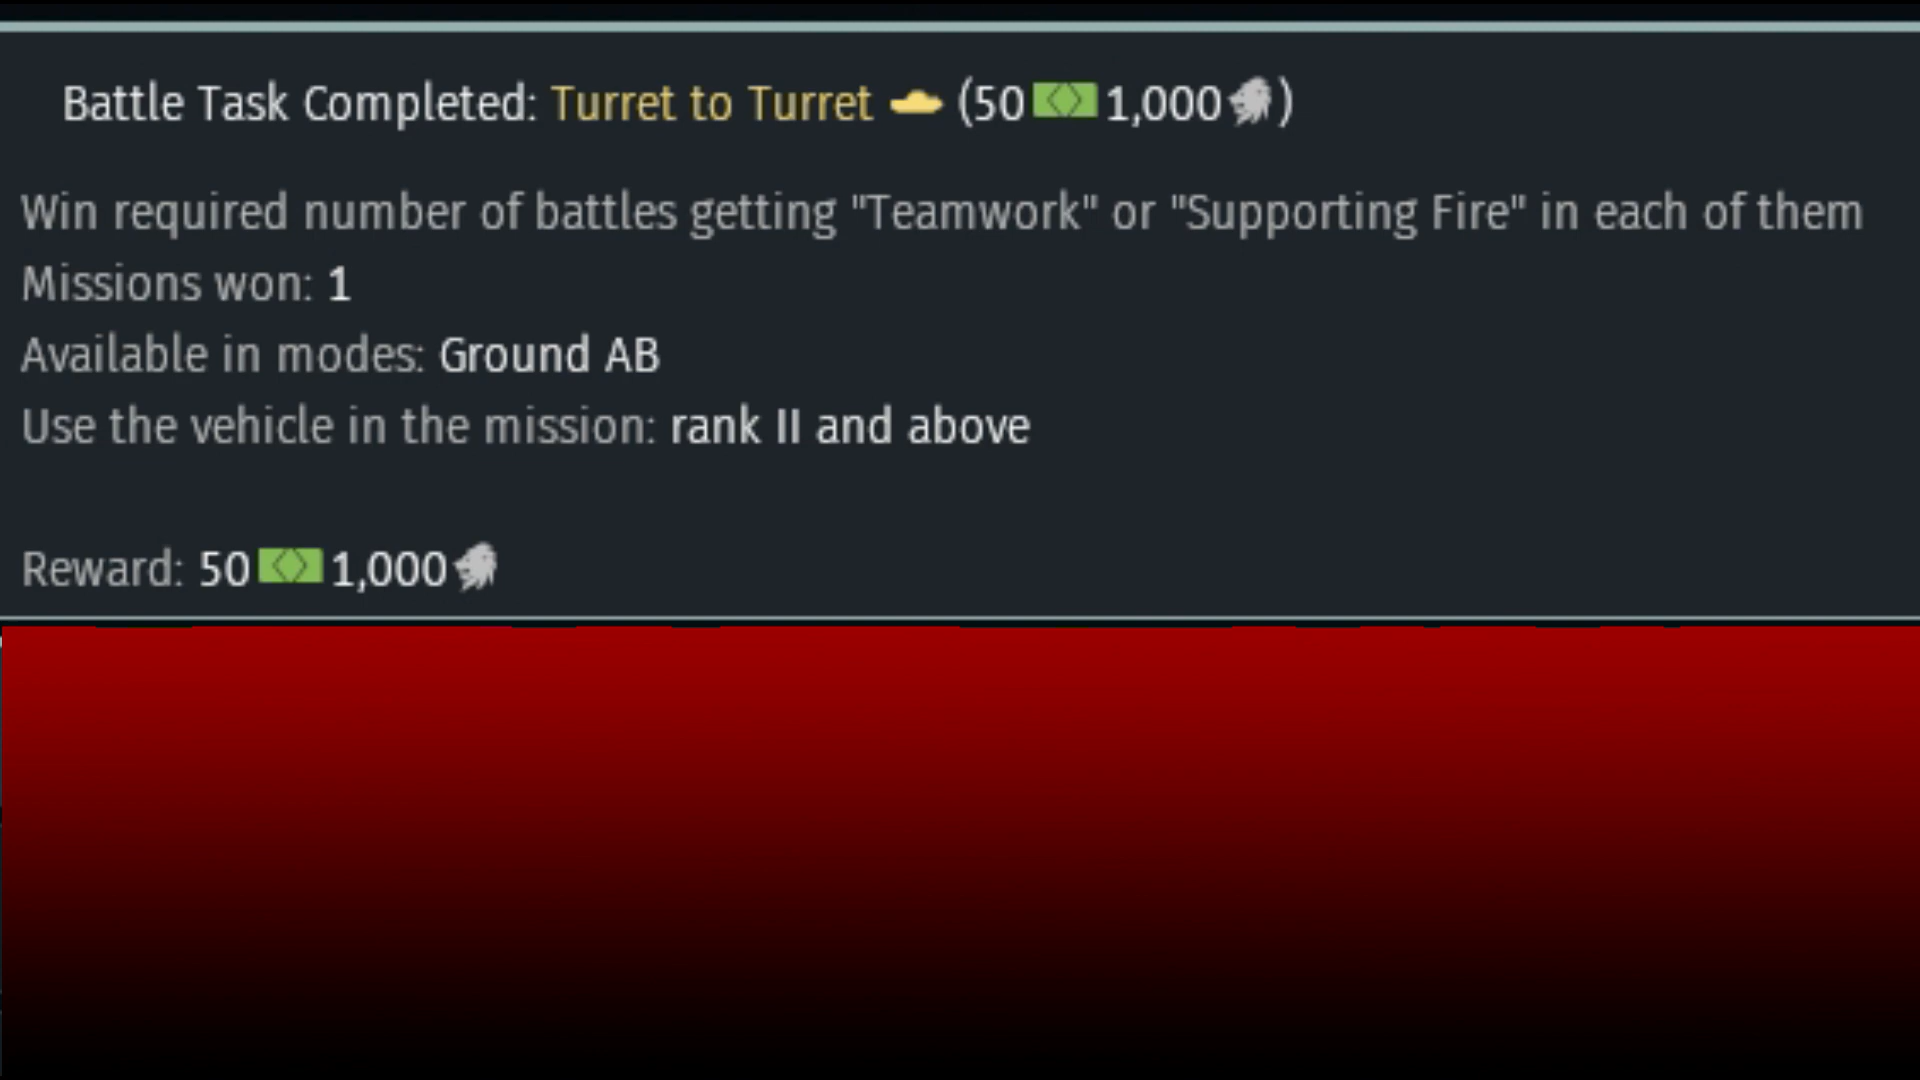 Battle Task Completed: Turret to Turret (50 1,000)
Win required number of battles getting "Teamwork" or "Supporting Fire" in each of them
Missions won: 1
Available in modes: Ground AB
Use the vehicle in the mission: rank II and above
Reward: 50 1,000